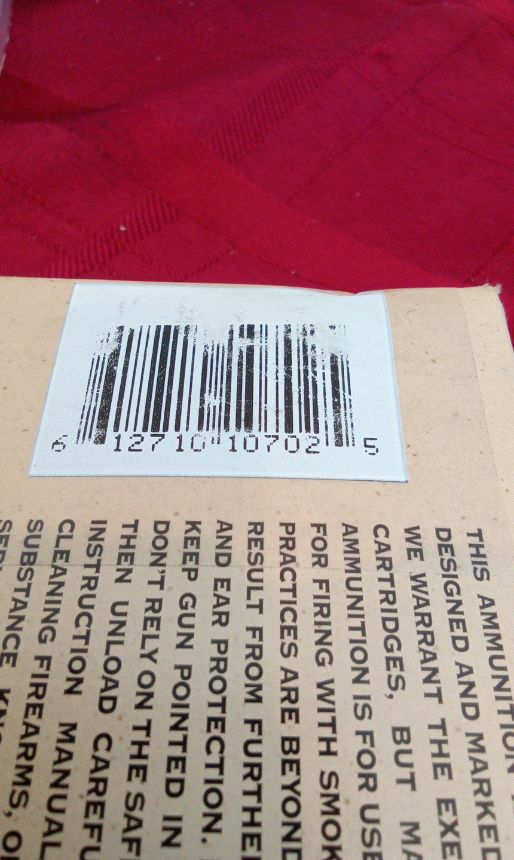 6 12710 10702 5
THIS AMMUNITION
DESIGNED AND MARKED
WE WARRANT THE EXE
CARTRIDGES, BUT MA
AMMUNITION IS FOR USE
FOR FIRING WITH SMOK
PRACTICES ARE BEYOND
RESULT FROM FURTHER
AND EAR PROTECTION.
KEEP GUN POINTED IN
DON'T RELY ON THE SAF
THEN UNLOAD CAREFU
INSTRUCTION MANUAL
CLEANING FIREARMS, O
SUBSTANCE KN